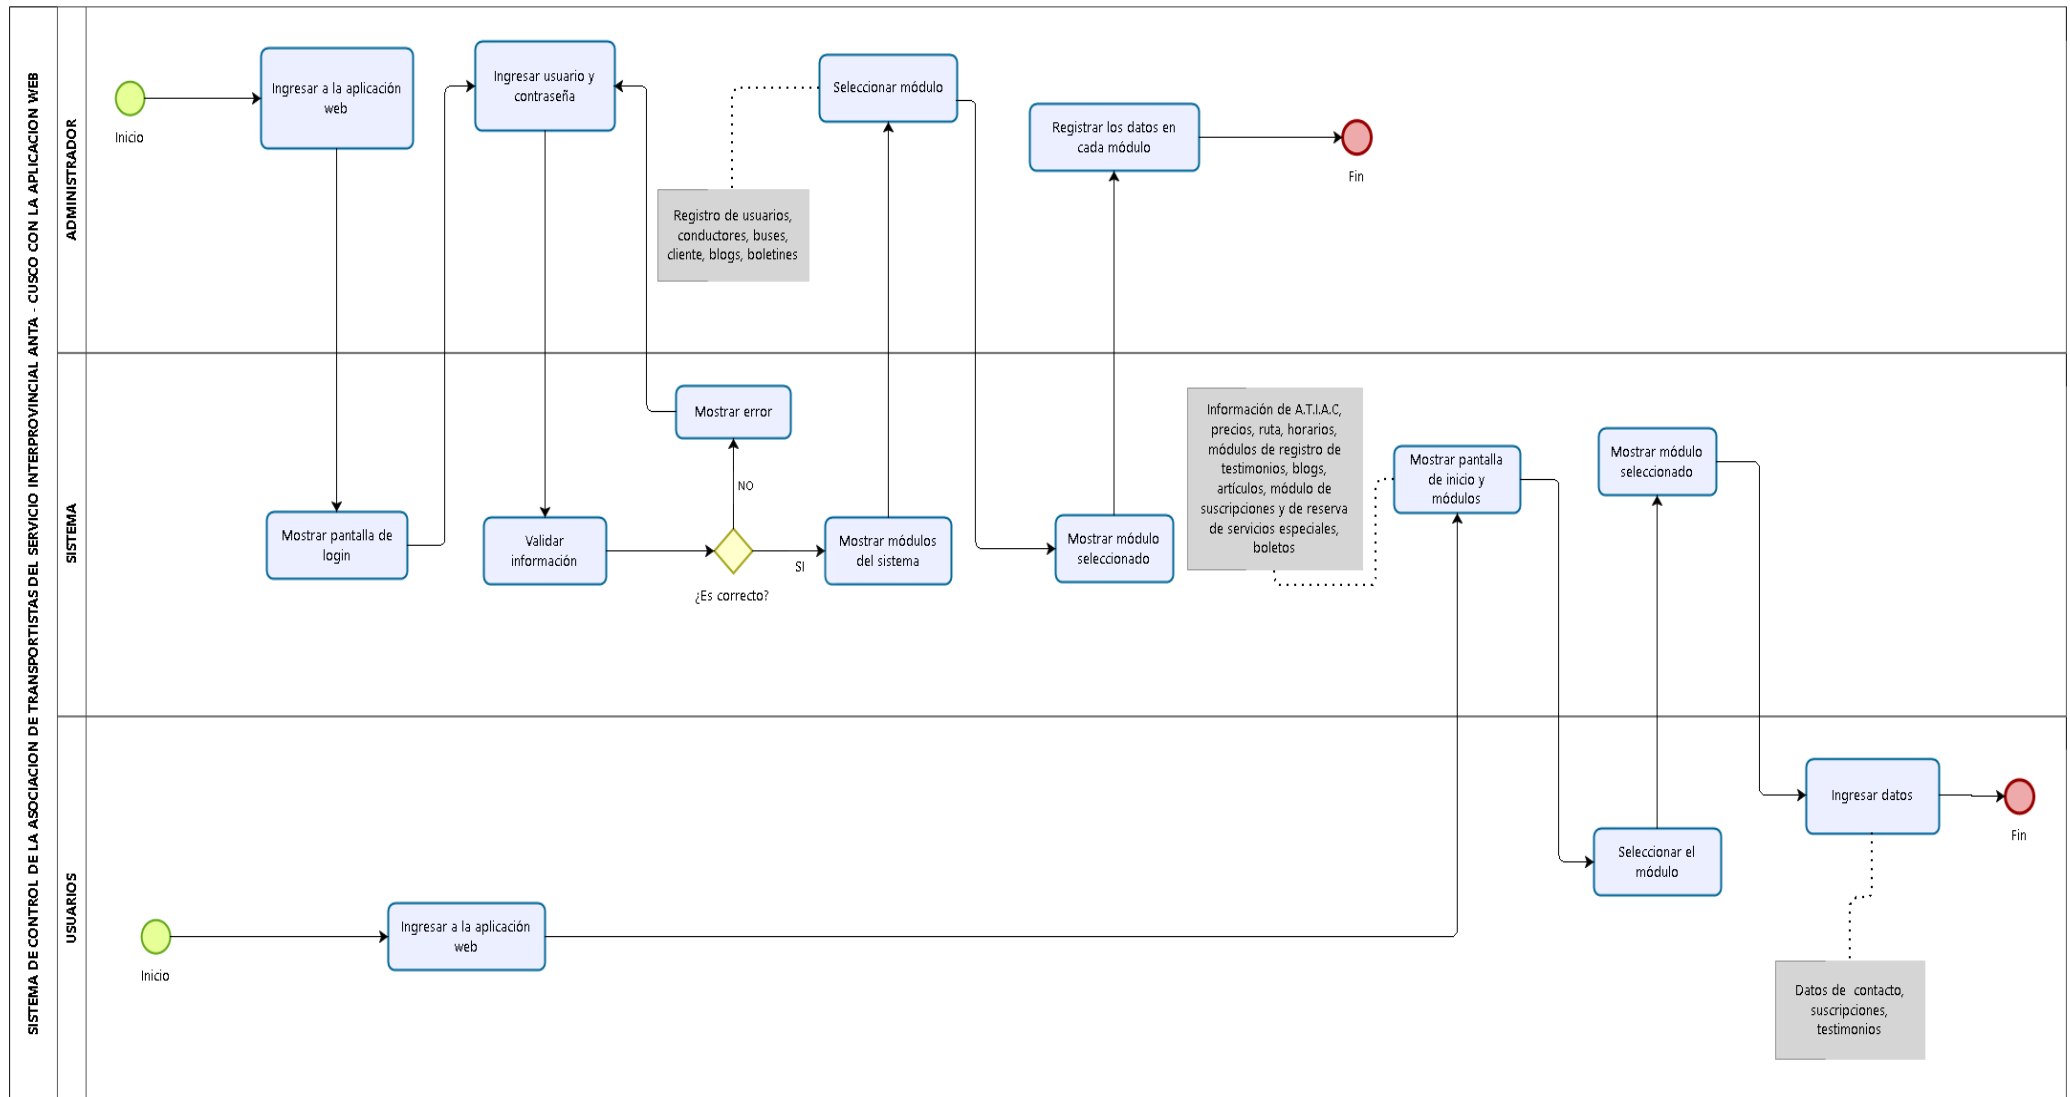 SISTEMA DE CONTROL DE LA ASOCIACION DE TRANSPORTISTAS DEL SERVICIO INTERPROVINCIAL ANTA - CUSCO CON LA APLICACION WEB
ADMINISTRADOR
Inicio
Ingresar a la aplicación
web
Ingresar usuario y
contraseña
Seleccionar módulo
Registro de usuarios,
conductores, buses,
cliente, blogs, boletines
Registrar los datos en
cada módulo
Fin
SISTEMA
Mostrar pantalla de
login
Validar
información
Mostrar error
NO
SI
¿Es correcto?
Mostrar módulos
del sistema
Mostrar módulo
seleccionado
Información de A.T.I.A.C,
precios, ruta, horarios,
módulos de registro de
testimonios, blogs,
artículos, módulo de
suscripciones y de reserva
de servicios especiales,
boletos
Mostrar pantalla
de inicio y
módulos
Mostrar módulo
seleccionado
USUARIOS
Inicio
Ingresar a la aplicación
web
Seleccionar el
módulo
Ingresar datos
Fin
Datos de  contacto,
suscripciones,
testimonios